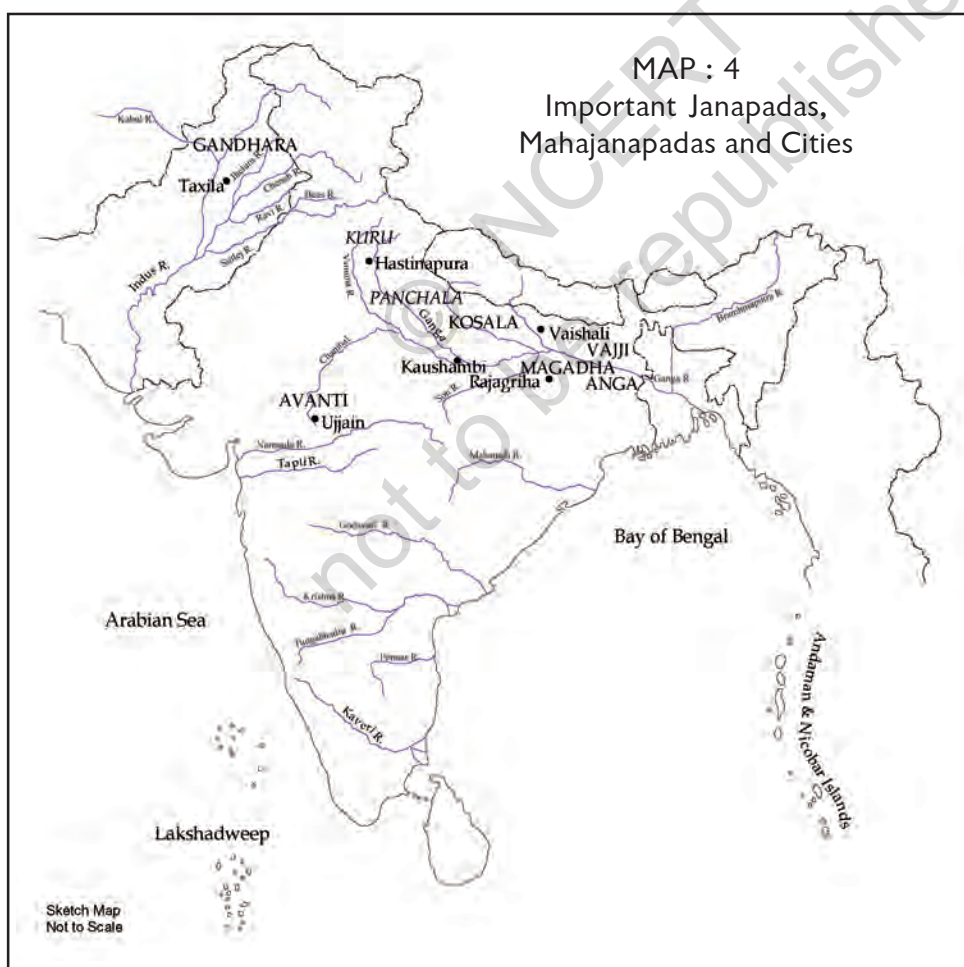 MAP : 4
Important Janapadas,
Mahajanapadas and Cities
© NCERT
not to be republished
Kabul R.
GANDHARA
Jhelum R.
Taxila
Chenab R.
Ravi R.
Beas R.
Sutlej R.
Indus R.
KURU
Hastinapura
Yamuna R.
PANCHALA
Ganga
KOSALA
Vaishali
VAJJI
Brahmaputra R.
Chambal
Kaushambi
MAGADHA
Rajagriha
ANGA
Ganga R
Son R.
AVANTI
Ujjain
Narmada R.
Tapti R.
Mahanadi R.
Godavari R.
Bay of Bengal
Krishna R.
Arabian Sea
Tungabhadra R.
Pennar R.
Kaveri R.
Andaman & Nicobar Islands
Lakshadweep
Sketch Map
Not to Scale